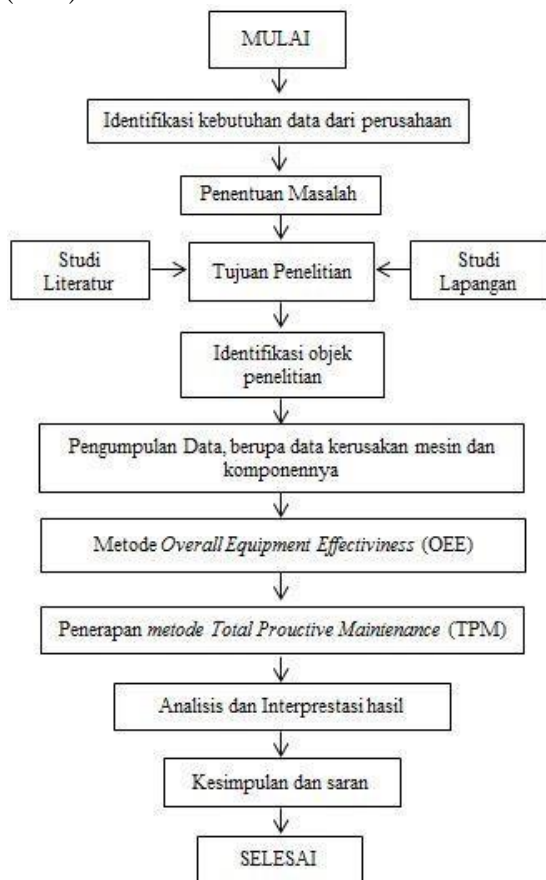 MULAI
Identifikasi kebutuhan data dari perusahaan
Penentuan Masalah
Studi
Literatur
Tujuan Penelitian
Studi
Lapangan
Identifikasi objek
penelitian
Pengumpulan Data, berupa data kerusakan mesin dan
komponennya
Metode Overall Equipment Effectiviness (OEE)
Penerapan metode Total Prouctive Maintenance (TPM)
Analisis dan Interprestasi hasil
Kesimpulan dan saran
SELESAI